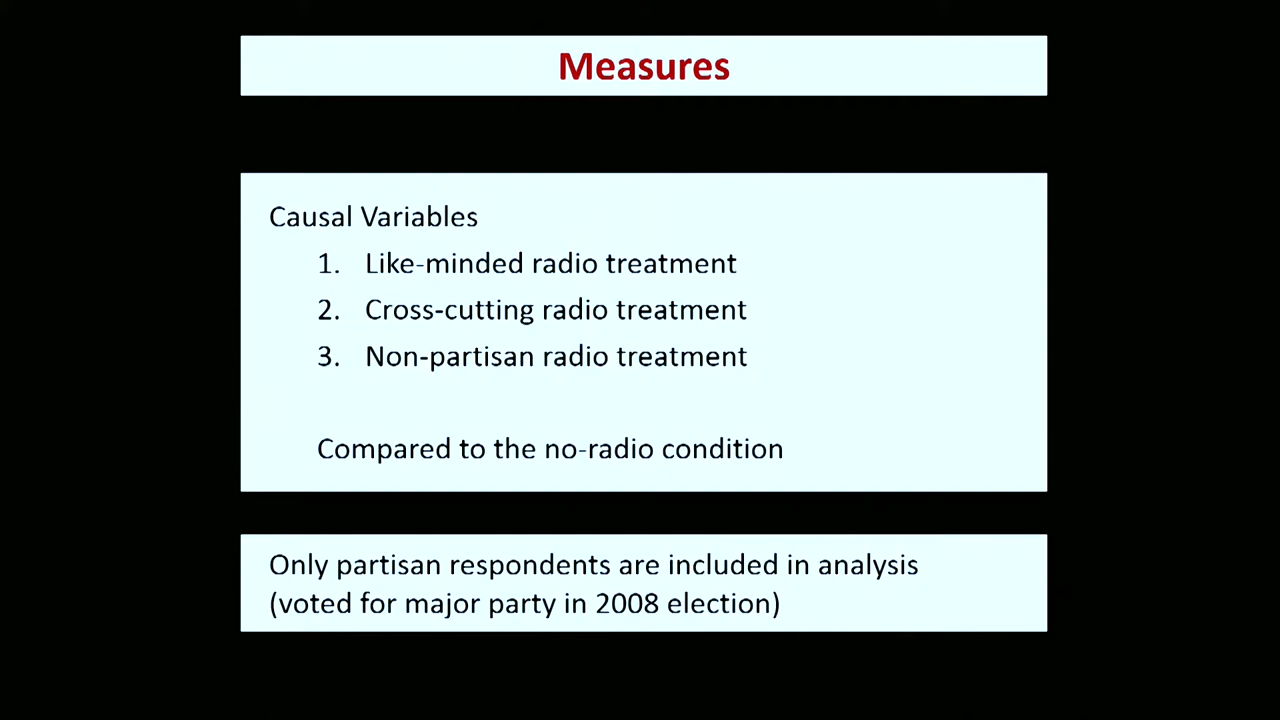 Measures
Causal Variables
1. Like-minded radio treatment
2. Cross-cutting radio treatment
3. Non-partisan radio treatment
Compared to the no-radio condition
Only partisan respondents are included in analysis
(voted for major party in 2008 election)